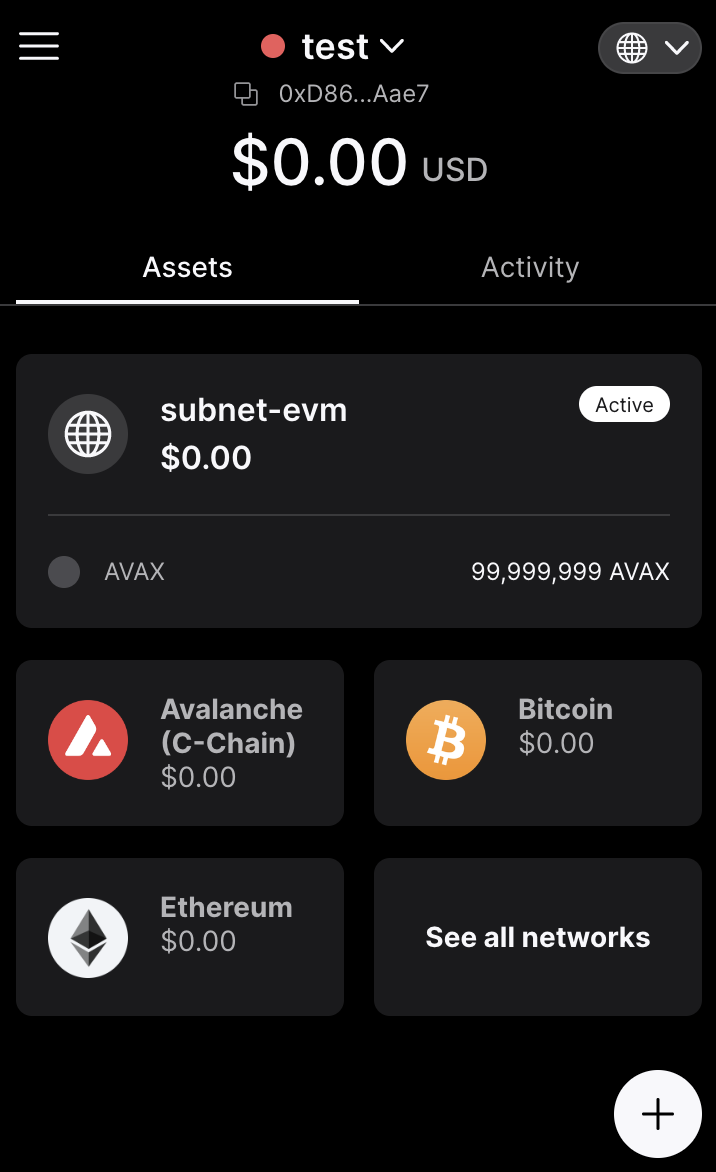 test
0xD86...Aae7
$0.00 USD
Assets Activity
subnet-evm
Active
$0.00
AVAX 99,999,999 AVAX
Avalanche
(C-Chain)
$0.00
Bitcoin
$0.00
Ethereum
$0.00
See all networks